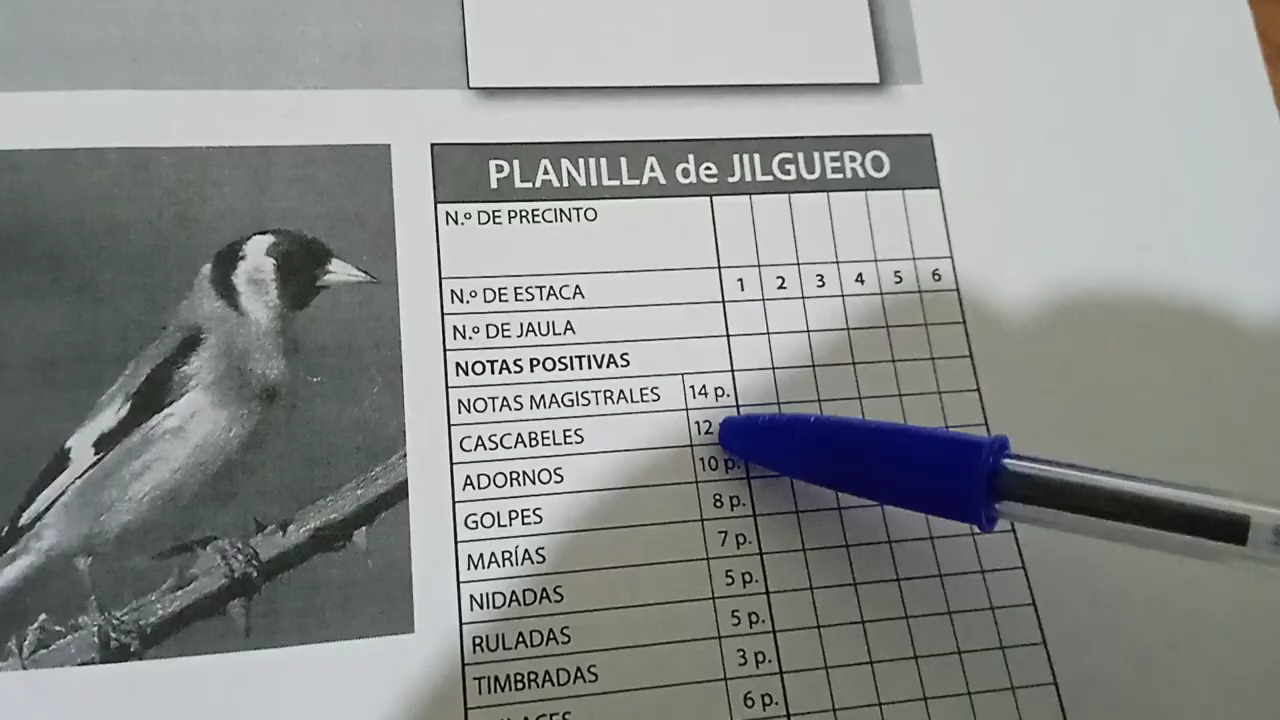 PLANILLA de JILGUERO
N.º DE PRECINTO
N.º DE ESTACA 1 2 3 4 5 6
N.º DE JAULA
NOTAS POSITIVAS
NOTAS MAGISTRALES 14 p.
CASCABELES 12
ADORNOS 10 p.
GOLPES 8 p.
MARÍAS 7 p.
NIDADAS 5 p.
RULADAS 5 p.
TIMBRADAS 3 p.
6 p.